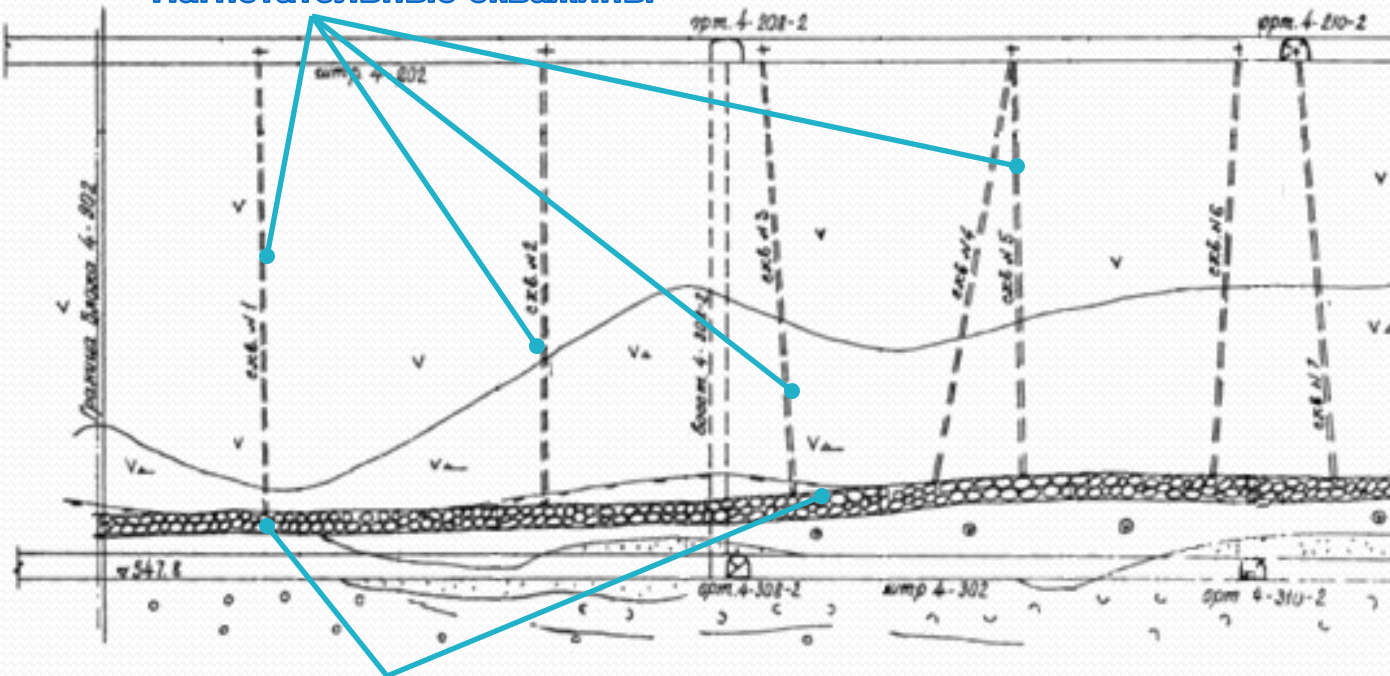 Нагнетательные скважины
орт. 4-208-2
орт. 4-210-2
штр 4-202
Граница блока 4-202
скв. №1
скв. №2
скв. №3
скв. №4
скв. №5
скв. №6
скв. №7
4-208-2
547.8
орт. 4-308-2
штр 4-302
орт 4-310-2